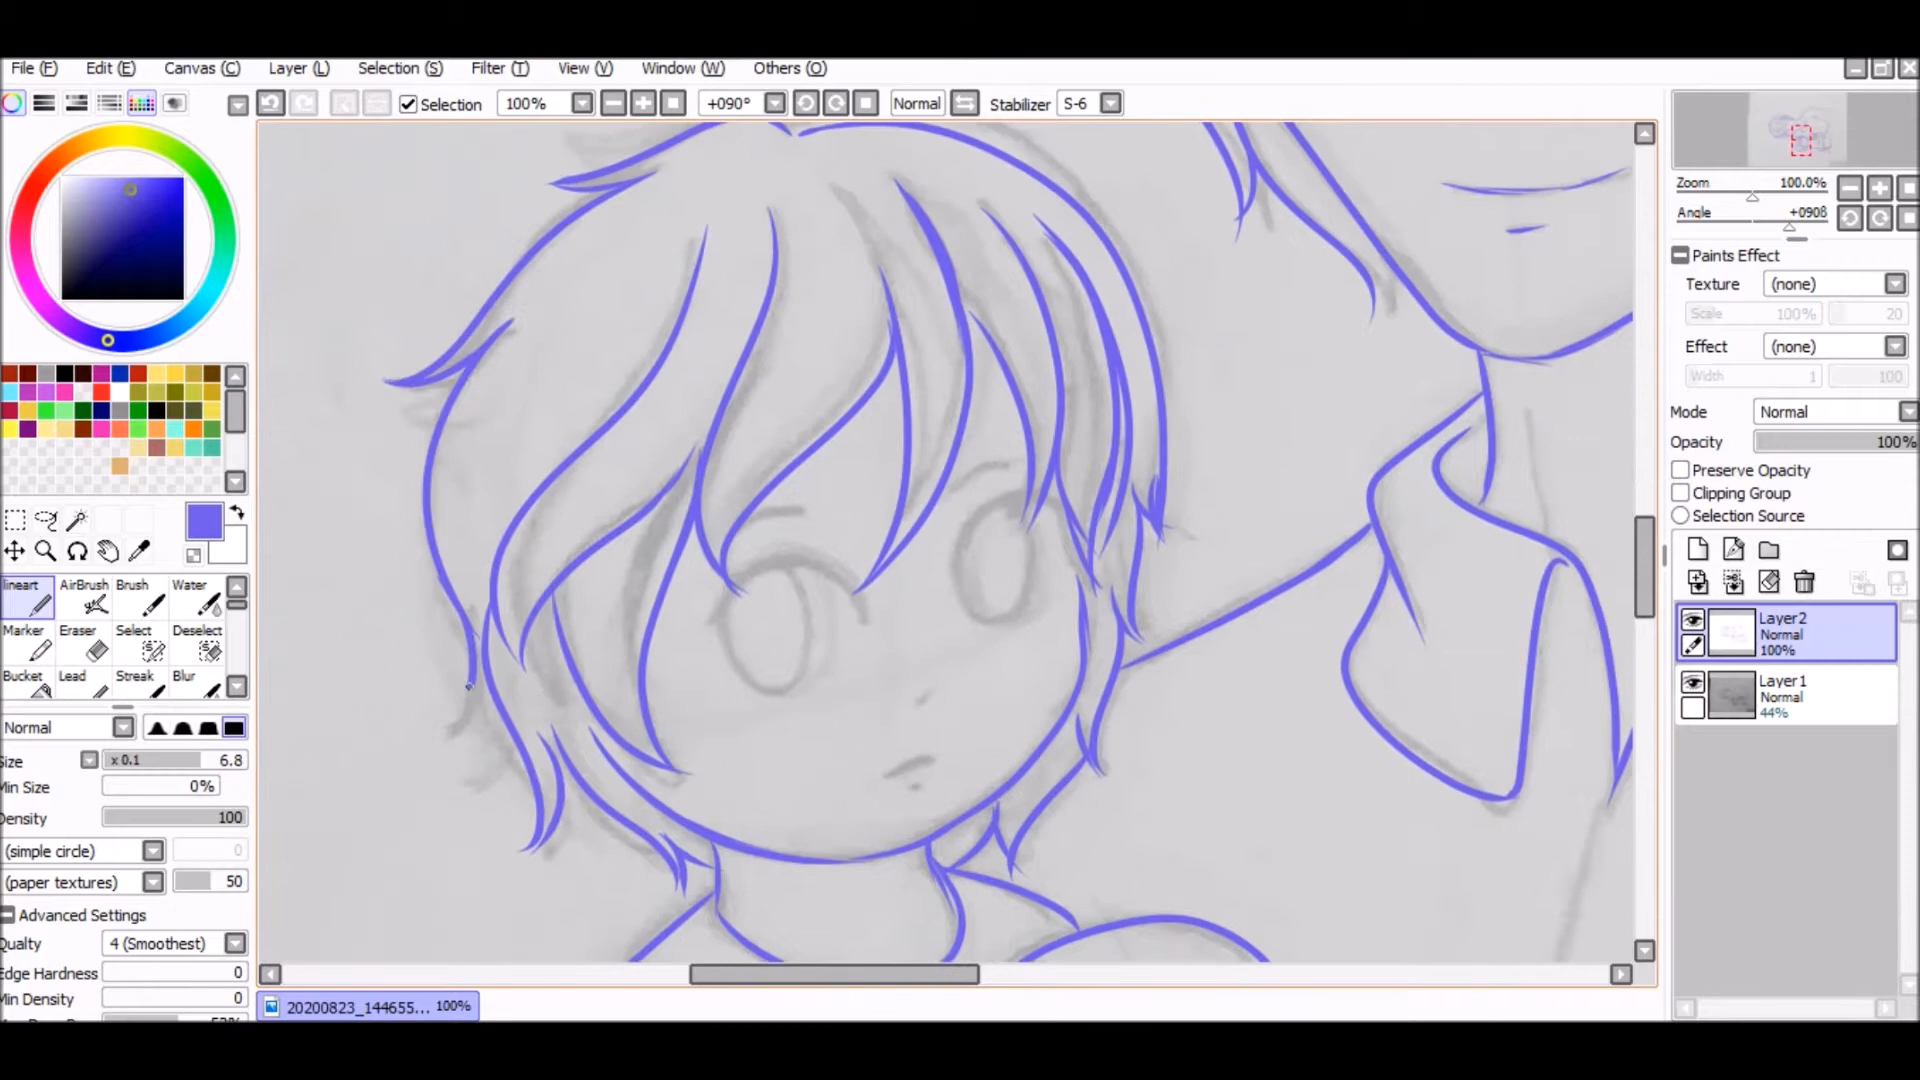 File (F) Edit (E) Canvas (C) Layer (L) Selection (S) Filter (T) View (V) Window (W) Others (O)
Selection 100% +090° Normal Stabilizer S-6
Zoom 100.0%
Angle +090B
Paints Effect
Texture (none)
Scale 100% 20
Effect (none)
Width 1 100
Mode Normal
Opacity 100%
Preserve Opacity
Clipping Group
Selection Source
Layer2
Normal
100%
Layer1
Normal
44%
lineart AirBrush Brush Water
Marker Eraser Select Deselect
Bucket Lead Streak Blur
Normal
Size x 0.1 6.8
Min Size 0%
Density 100
(simple circle) 0
(paper textures) 50
Advanced Settings
Qualty 4 (Smoothest)
Edge Hardness 0
Min Density 0
20200823_144655... 100%